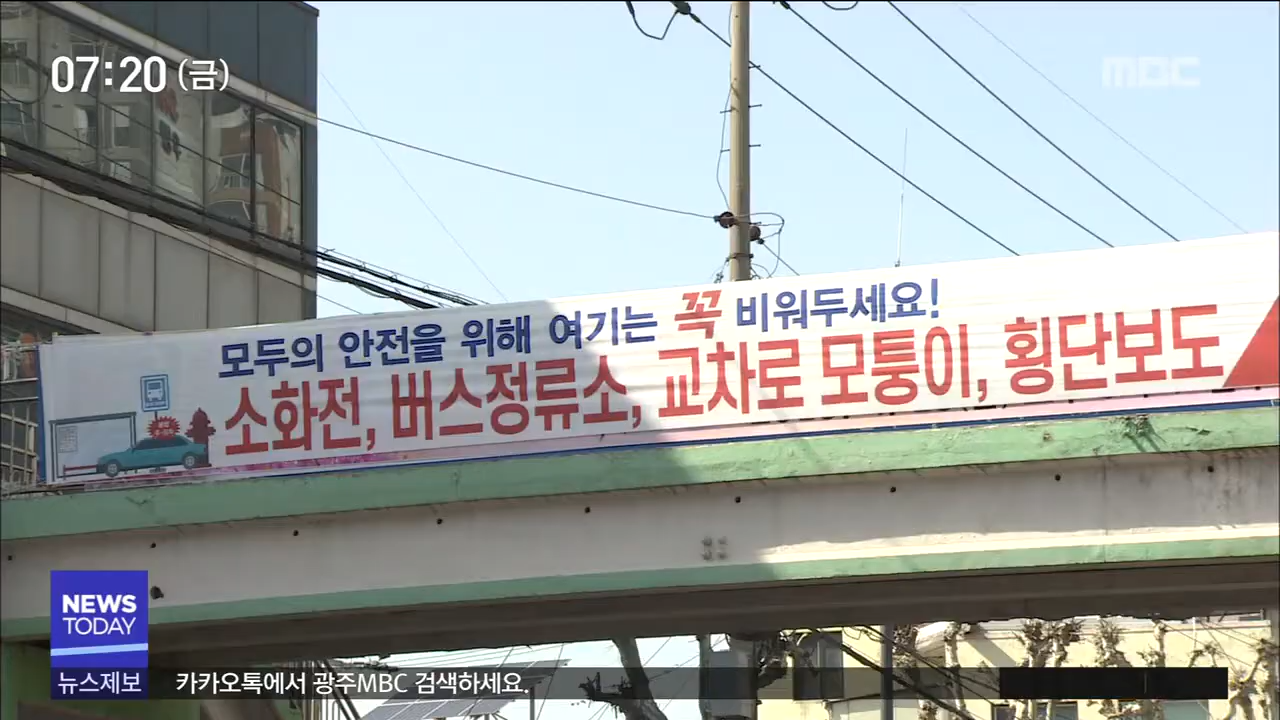 07:20 (금)
MBC
모두의 안전을 위해 여기는 꼭 비워두세요!
소화전, 버스정류소, 교차로 모퉁이, 횡단보도
NEWS
TODAY
뉴스제보
카카오톡에서 광주MBC 검색하세요.